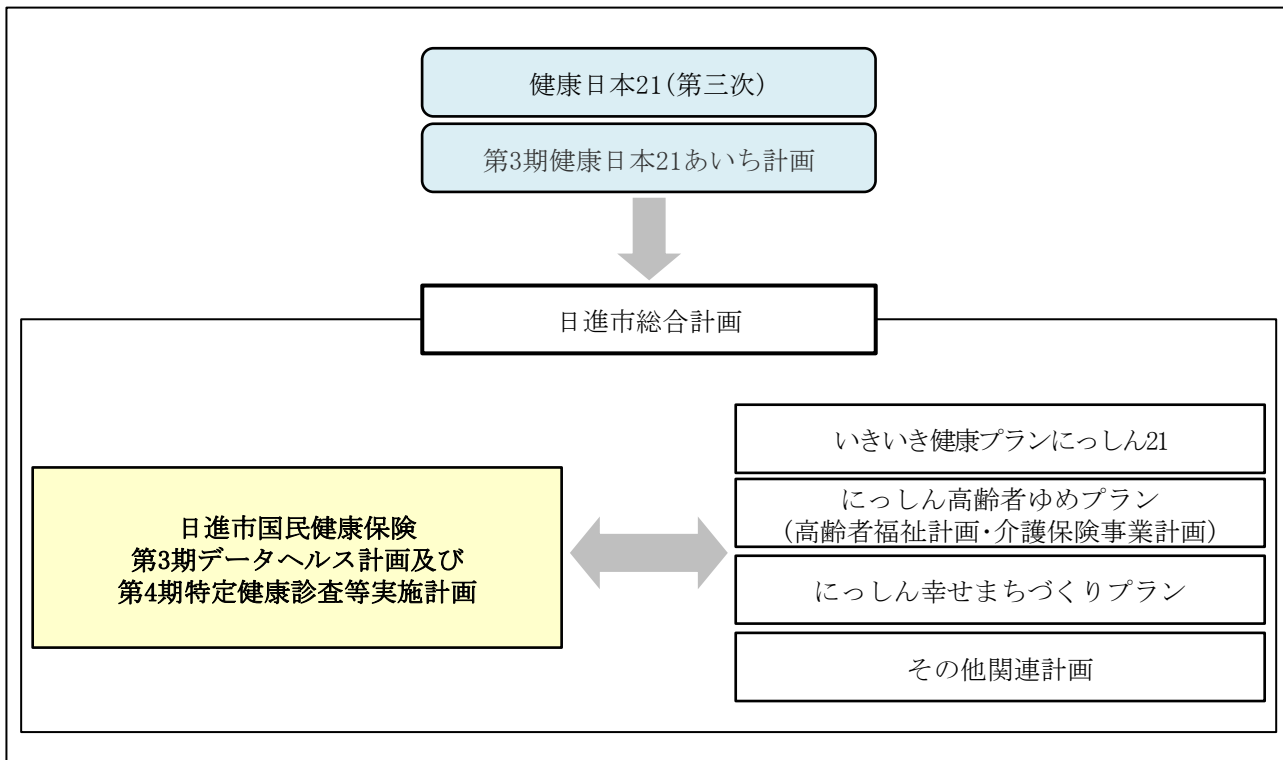 健康日本21(第三次)
第3期健康日本21あいち計画
日進市総合計画
日進市国民健康保険
第3期データヘルス計画及び
第4期特定健康診査等実施計画
いきいき健康プランにっしん21
にっしん高齢者ゆめプラン
(高齢者福祉計画・介護保険事業計画)
にっしん幸せまちづくりプラン
その他関連計画